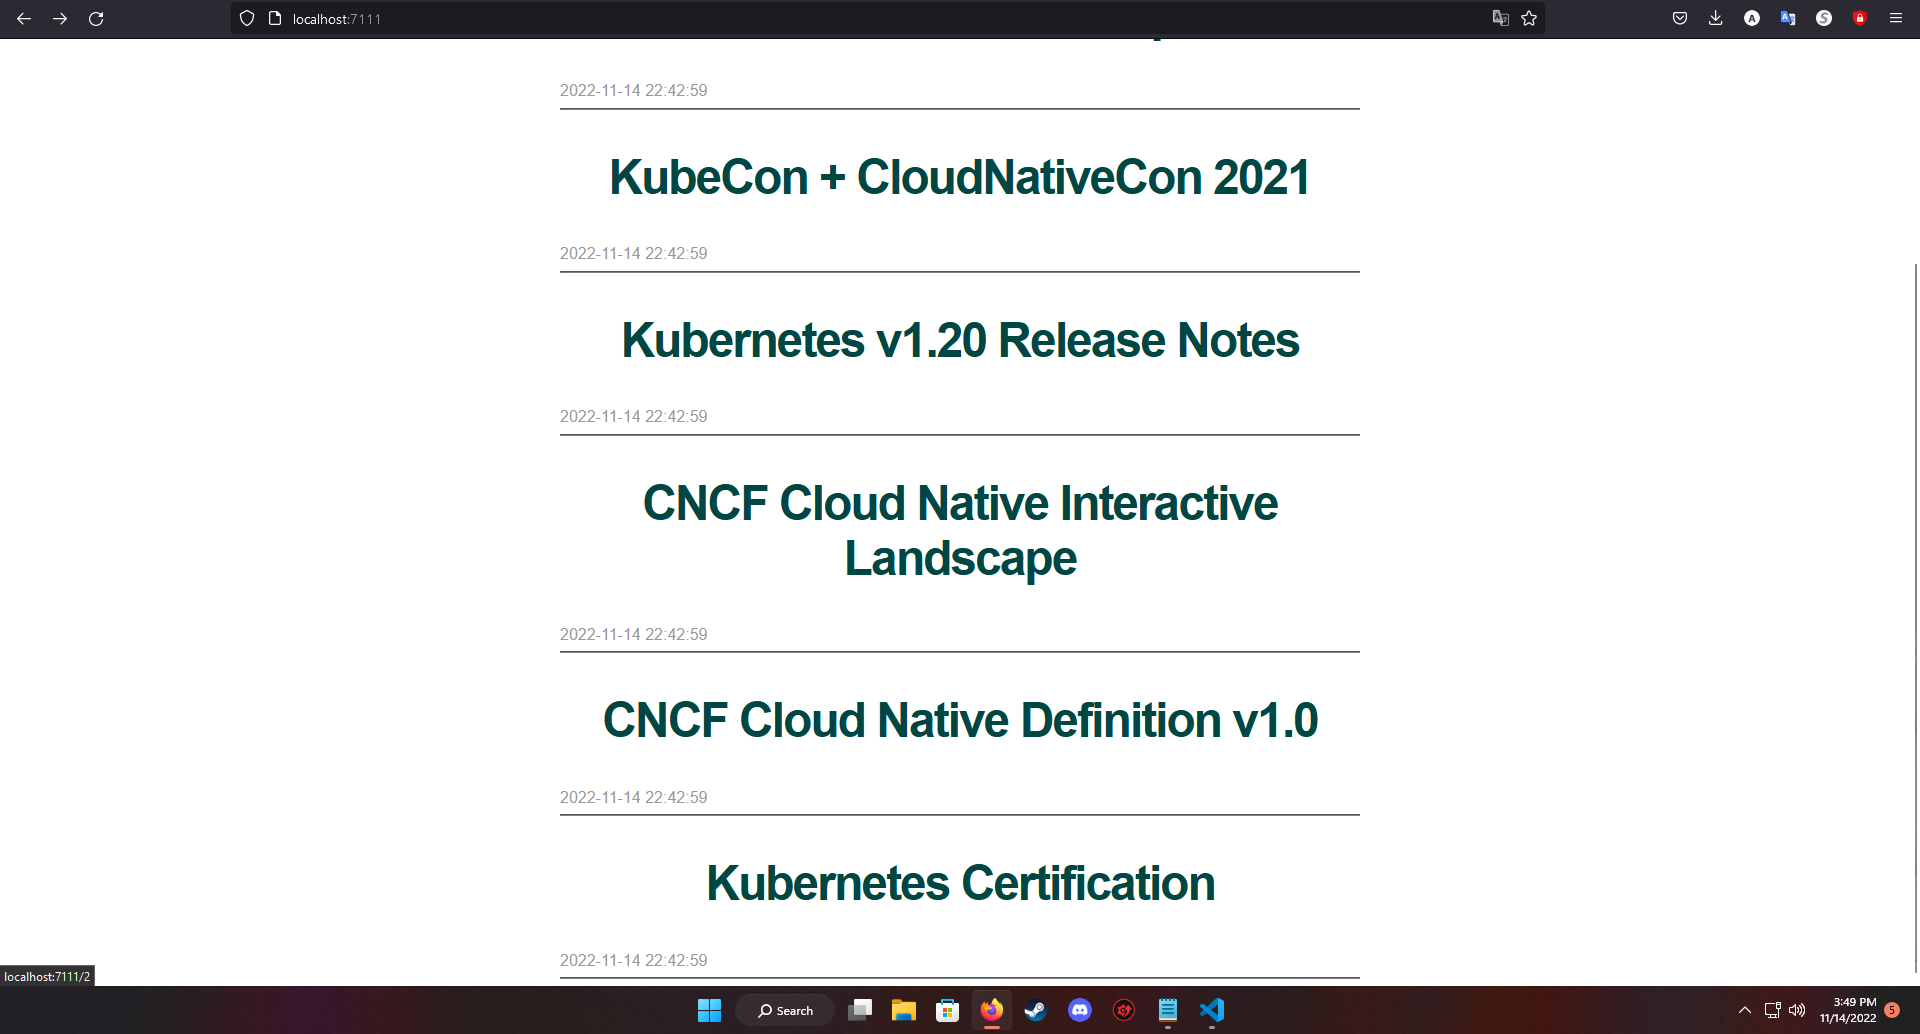 localhost:7111
2022-11-14 22:42:59
KubeCon + CloudNativeCon 2021
2022-11-14 22:42:59
Kubernetes v1.20 Release Notes
2022-11-14 22:42:59
CNCF Cloud Native Interactive
Landscape
2022-11-14 22:42:59
CNCF Cloud Native Definition v1.0
2022-11-14 22:42:59
Kubernetes Certification
2022-11-14 22:42:59
localhost:7111/2
Search
3:49 PM
11/14/2022
5